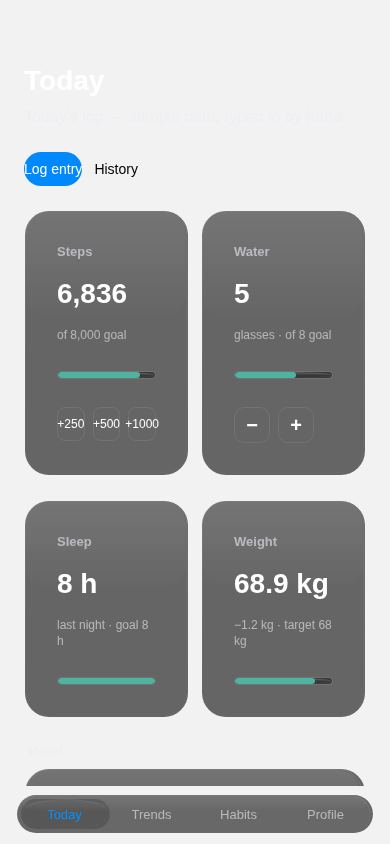 Today
Log entry
History
Steps
6,836
of 8,000 goal
+250
+500
+1000
Water
5
glasses · of 8 goal
−
+
Sleep
8 h
last night · goal 8
h
Weight
68.9 kg
−1.2 kg · target 68
kg
Today
Trends
Habits
Profile